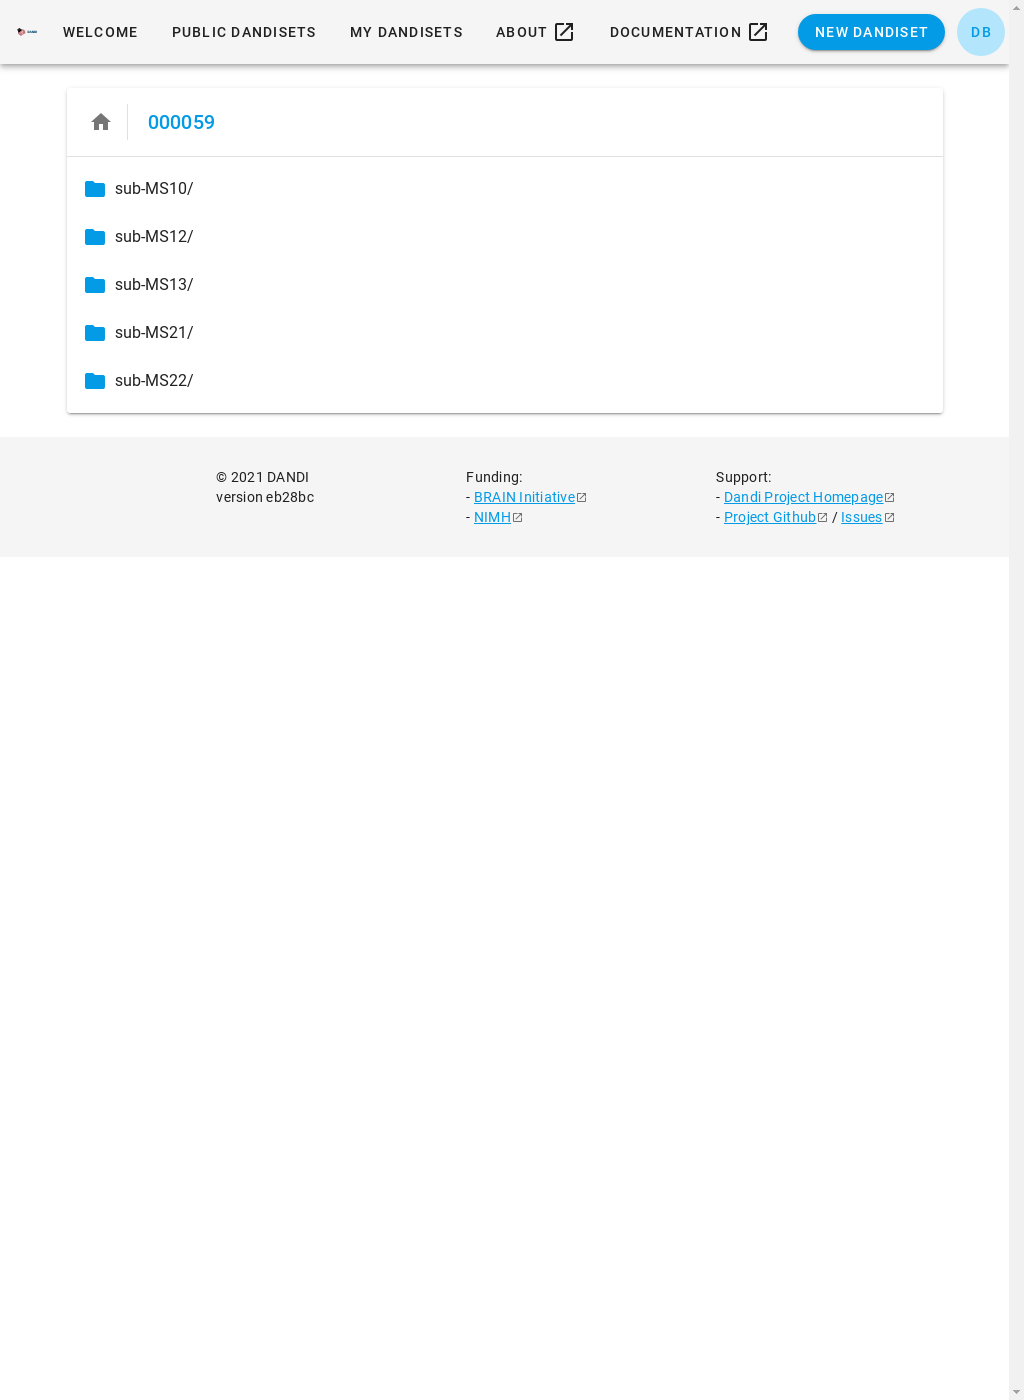 DANDI
WELCOME PUBLIC DANDISETS MY DANDISETS ABOUT DOCUMENTATION NEW DANDISET DB
000059
sub-MS10/
sub-MS12/
sub-MS13/
sub-MS21/
sub-MS22/
© 2021 DANDI
version eb28bc
Funding:
- BRAIN Initiative
- NIMH
Support:
- Dandi Project Homepage
- Project Github / Issues